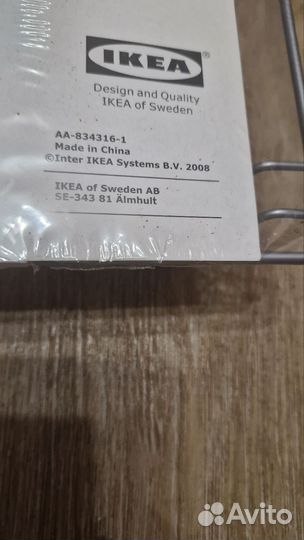 IKEA®
Design and Quality
IKEA of Sweden
AA-834316-1
Made in China
©Inter IKEA Systems B.V. 2008
IKEA of Sweden AB
SE-343 81 Älmhult
Avito